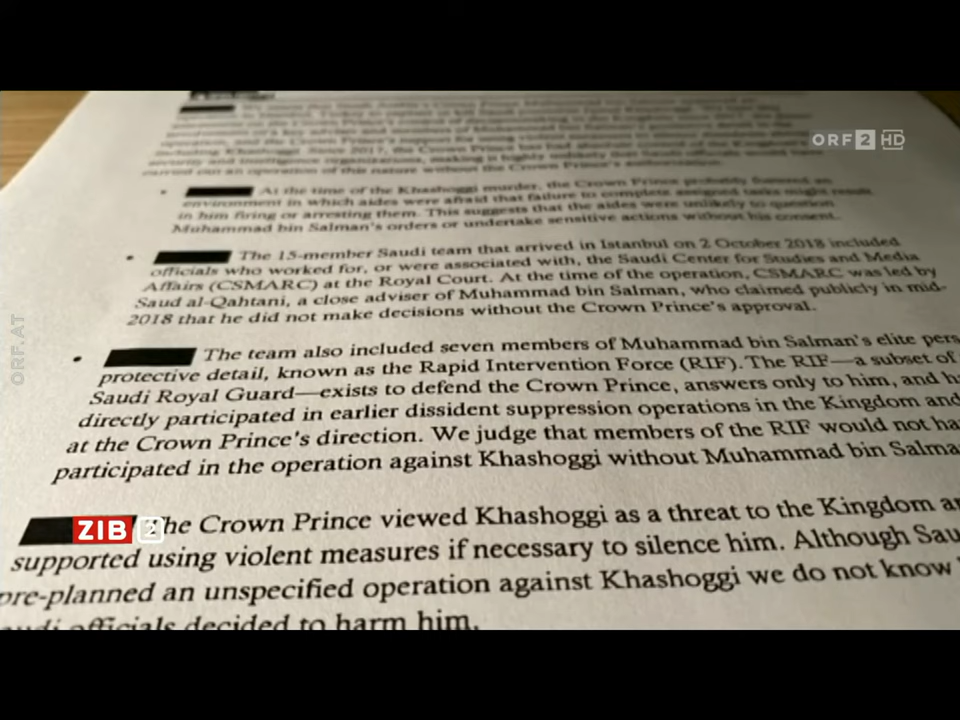 ORF 2 HD
At the time of the Khashoggi murder, the Crown Prince probably fostered an
environment in which aides were afraid that failure to complete assigned tasks might result
in him firing or arresting them. This suggests that the aides were unlikely to question
Muhammad bin Salman's orders or undertake sensitive actions without his consent.
• The 15-member Saudi team that arrived in Istanbul on 2 October 2018 included
officials who worked for, or were associated with, the Saudi Center for Studies and Media
Affairs (CSMARC) at the Royal Court. At the time of the operation, CSMARC was led by
Saud al-Qahtani, a close adviser of Muhammad bin Salman, who claimed publicly in mid-
2018 that he did not make decisions without the Crown Prince's approval.
• The team also included seven members of Muhammad bin Salman's elite pers
protective detail, known as the Rapid Intervention Force (RIF). The RIF—a subset of
Saudi Royal Guard—exists to defend the Crown Prince, answers only to him, and h
directly participated in earlier dissident suppression operations in the Kingdom and
at the Crown Prince's direction. We judge that members of the RIF would not ha
participated in the operation against Khashoggi without Muhammad bin Salma
The Crown Prince viewed Khashoggi as a threat to the Kingdom a
supported using violent measures if necessary to silence him. Although Sau
pre-planned an unspecified operation against Khashoggi we do not know
udi officials decided to harm him.
ZIB 2
ORF.AT